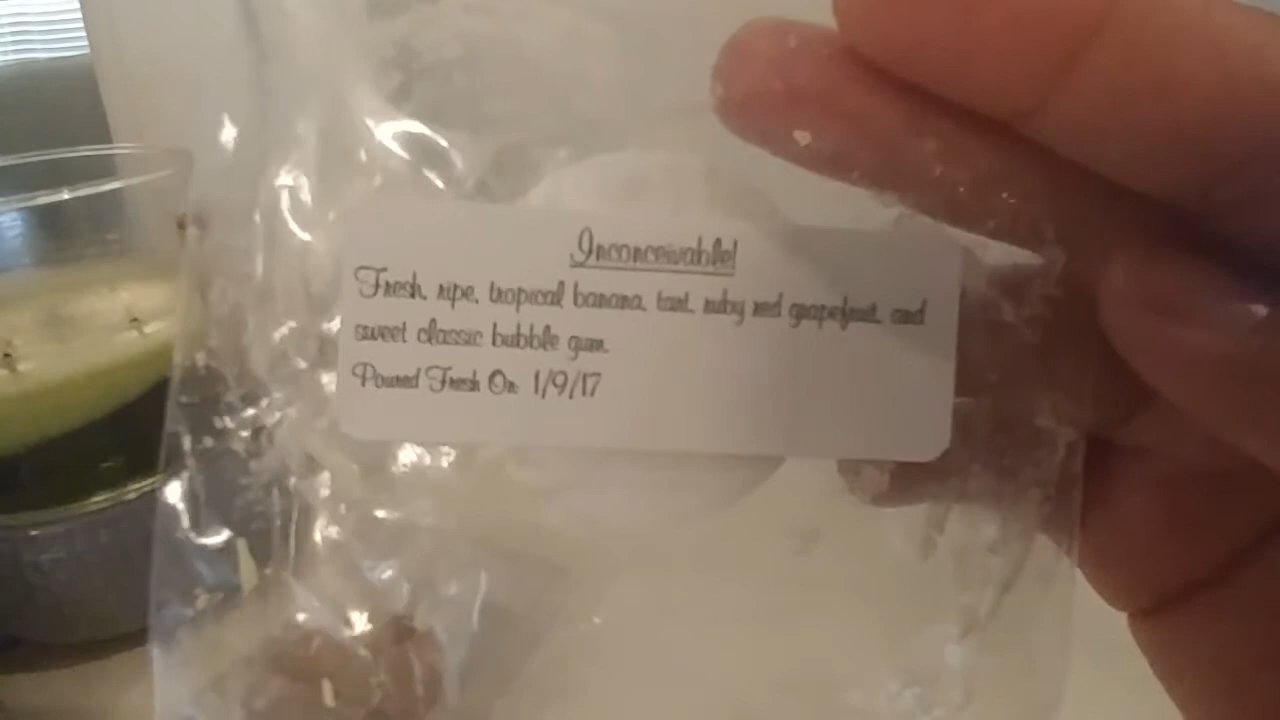 Inconceivable!
Fresh, ripe, tropical banana, tart, ruby red grapefruit, and
sweet classic bubble gum.
Poured Fresh On: 1/9/17